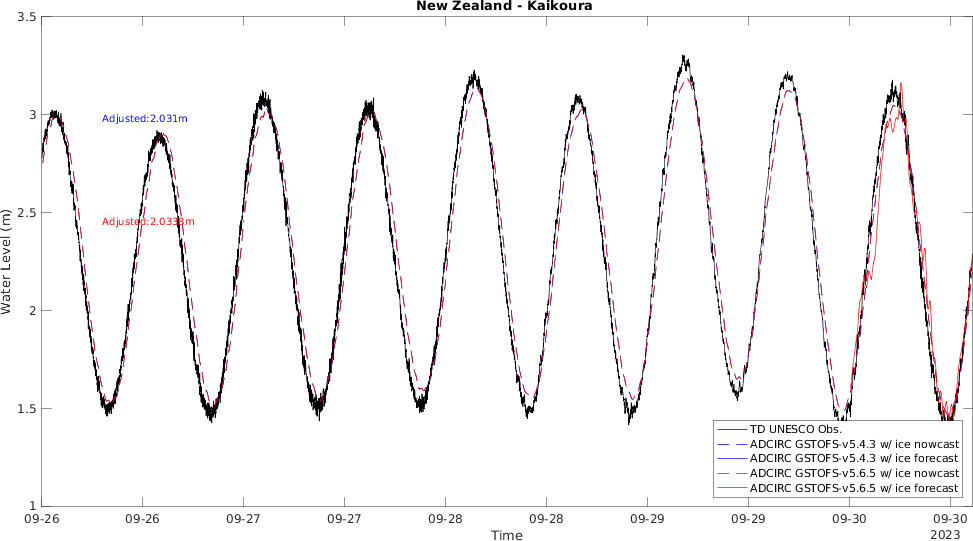 New Zealand - Kaikoura
3.5
3
2.5
2
1.5
1
Water Level (m)
Adjusted:2.031m
Adjusted:2.0333m
09-26
09-26
09-27
09-27
09-28
09-28
09-29
09-29
09-30
09-30
2023
Time
TD UNESCO Obs.
ADCIRC GSTOFS-v5.4.3 w/ ice nowcast
ADCIRC GSTOFS-v5.4.3 w/ ice forecast
ADCIRC GSTOFS-v5.6.5 w/ ice nowcast
ADCIRC GSTOFS-v5.6.5 w/ ice forecast